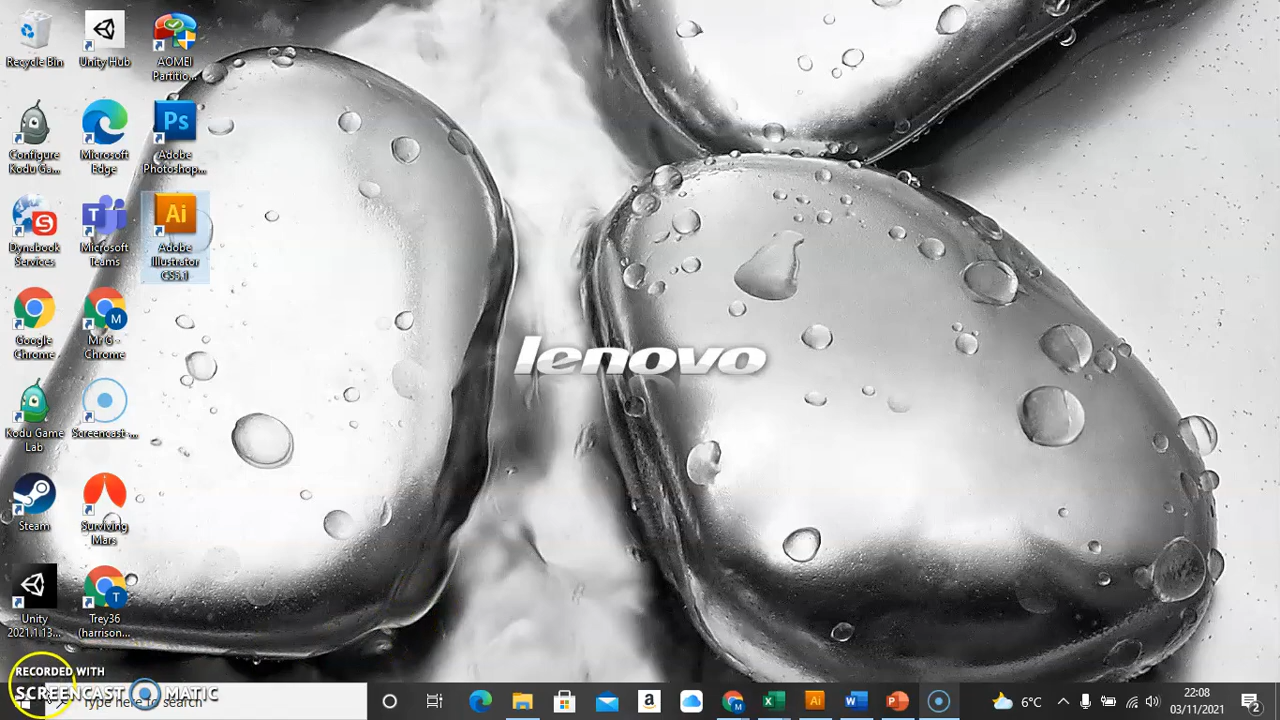 Recycle Bin
Unity Hub
AOMEI
Partitio...
Configure
Kodu Ga...
Microsoft
Edge
Ps
Adobe
Photoshop...
Dynabook
Services
T
Microsoft
Teams
Ai
Adobe
Illustrator
CS5.1
Google
Chrome
M
Mr G -
Chrome
lenovo
Kodu Game
Lab
Screencast-...
Steam
Surviving
Mars
Unity
2021.1.13...
T
Trey36
(harrison...
RECORDED WITH
SCREENCAST MATIC
Type here to search
6°C
22:08
03/11/2021
2